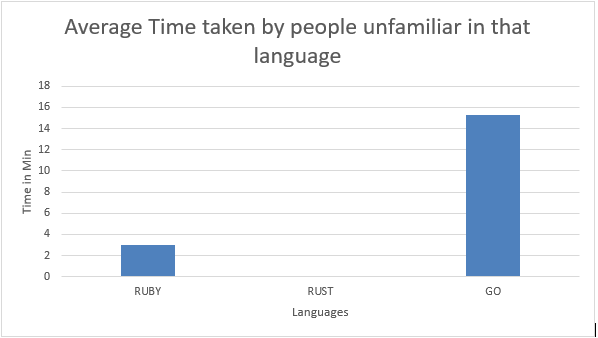 Average Time taken by people unfamiliar in that
language
18
16
14
12
10
8
6
4
2
0
Time in Min
RUBY RUST GO
Languages